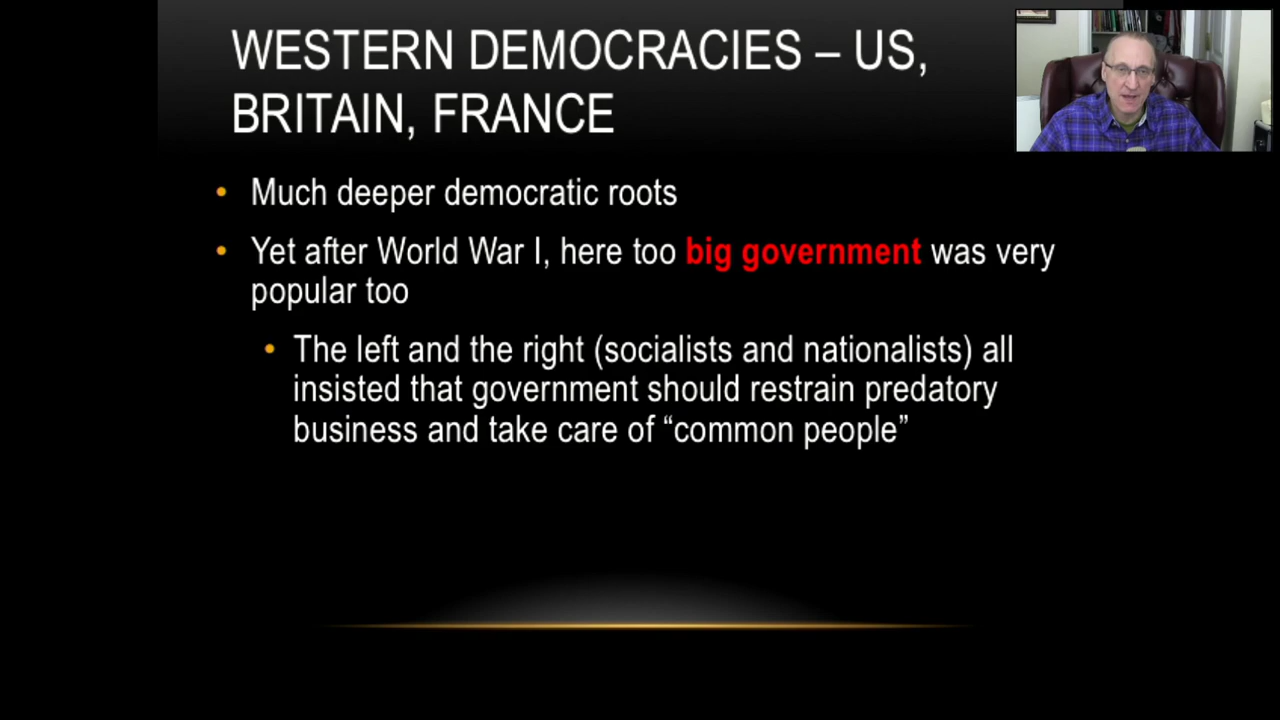 WESTERN DEMOCRACIES – US,
BRITAIN, FRANCE
• Much deeper democratic roots
• Yet after World War I, here too big government was very
popular too
• The left and the right (socialists and nationalists) all
insisted that government should restrain predatory
business and take care of “common people”